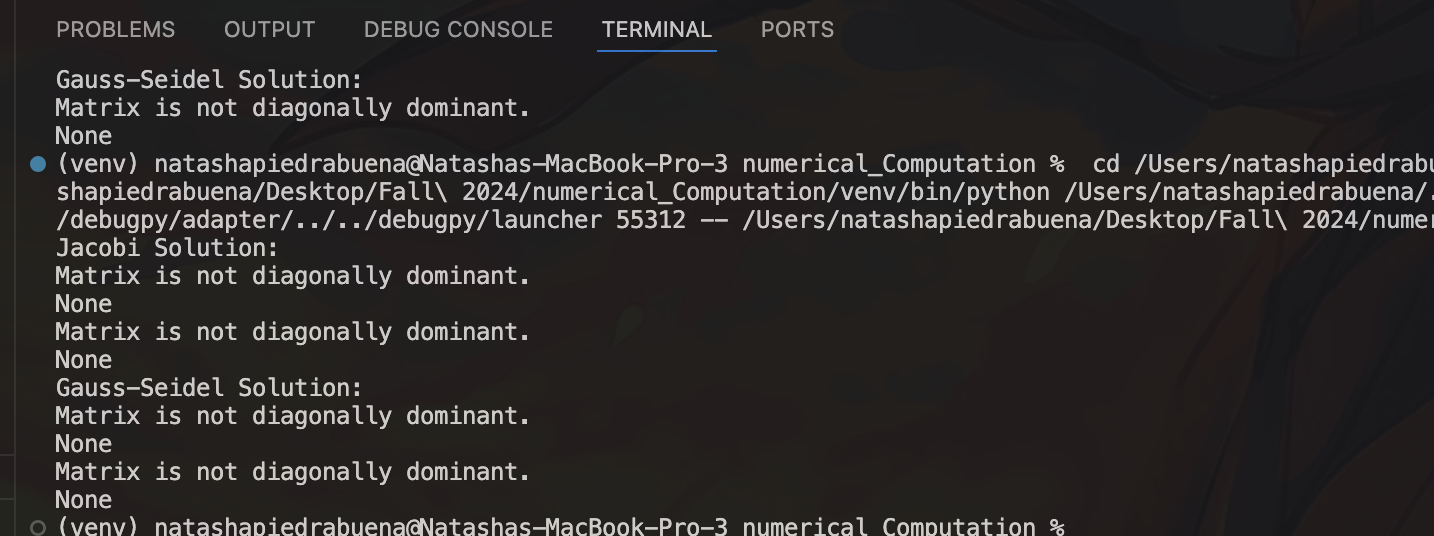 PROBLEMS OUTPUT DEBUG CONSOLE TERMINAL PORTS
Gauss-Seidel Solution:
Matrix is not diagonally dominant.
None
(venv) natashapiedrabuena@Natashas-MacBook-Pro-3 numerical_Computation % cd /Users/natashapiedrabu
shapiedrabuena/Desktop/Fall\ 2024/numerical_Computation/venv/bin/python /Users/natashapiedrabuena/.
/debugpy/adapter/../../debugpy/launcher 55312 -- /Users/natashapiedrabuena/Desktop/Fall\ 2024/numer
Jacobi Solution:
Matrix is not diagonally dominant.
None
Matrix is not diagonally dominant.
None
Gauss-Seidel Solution:
Matrix is not diagonally dominant.
None
Matrix is not diagonally dominant.
None
(venv) natashapiedrabuena@Natashas-MacBook-Pro-3 numerical_Computation %